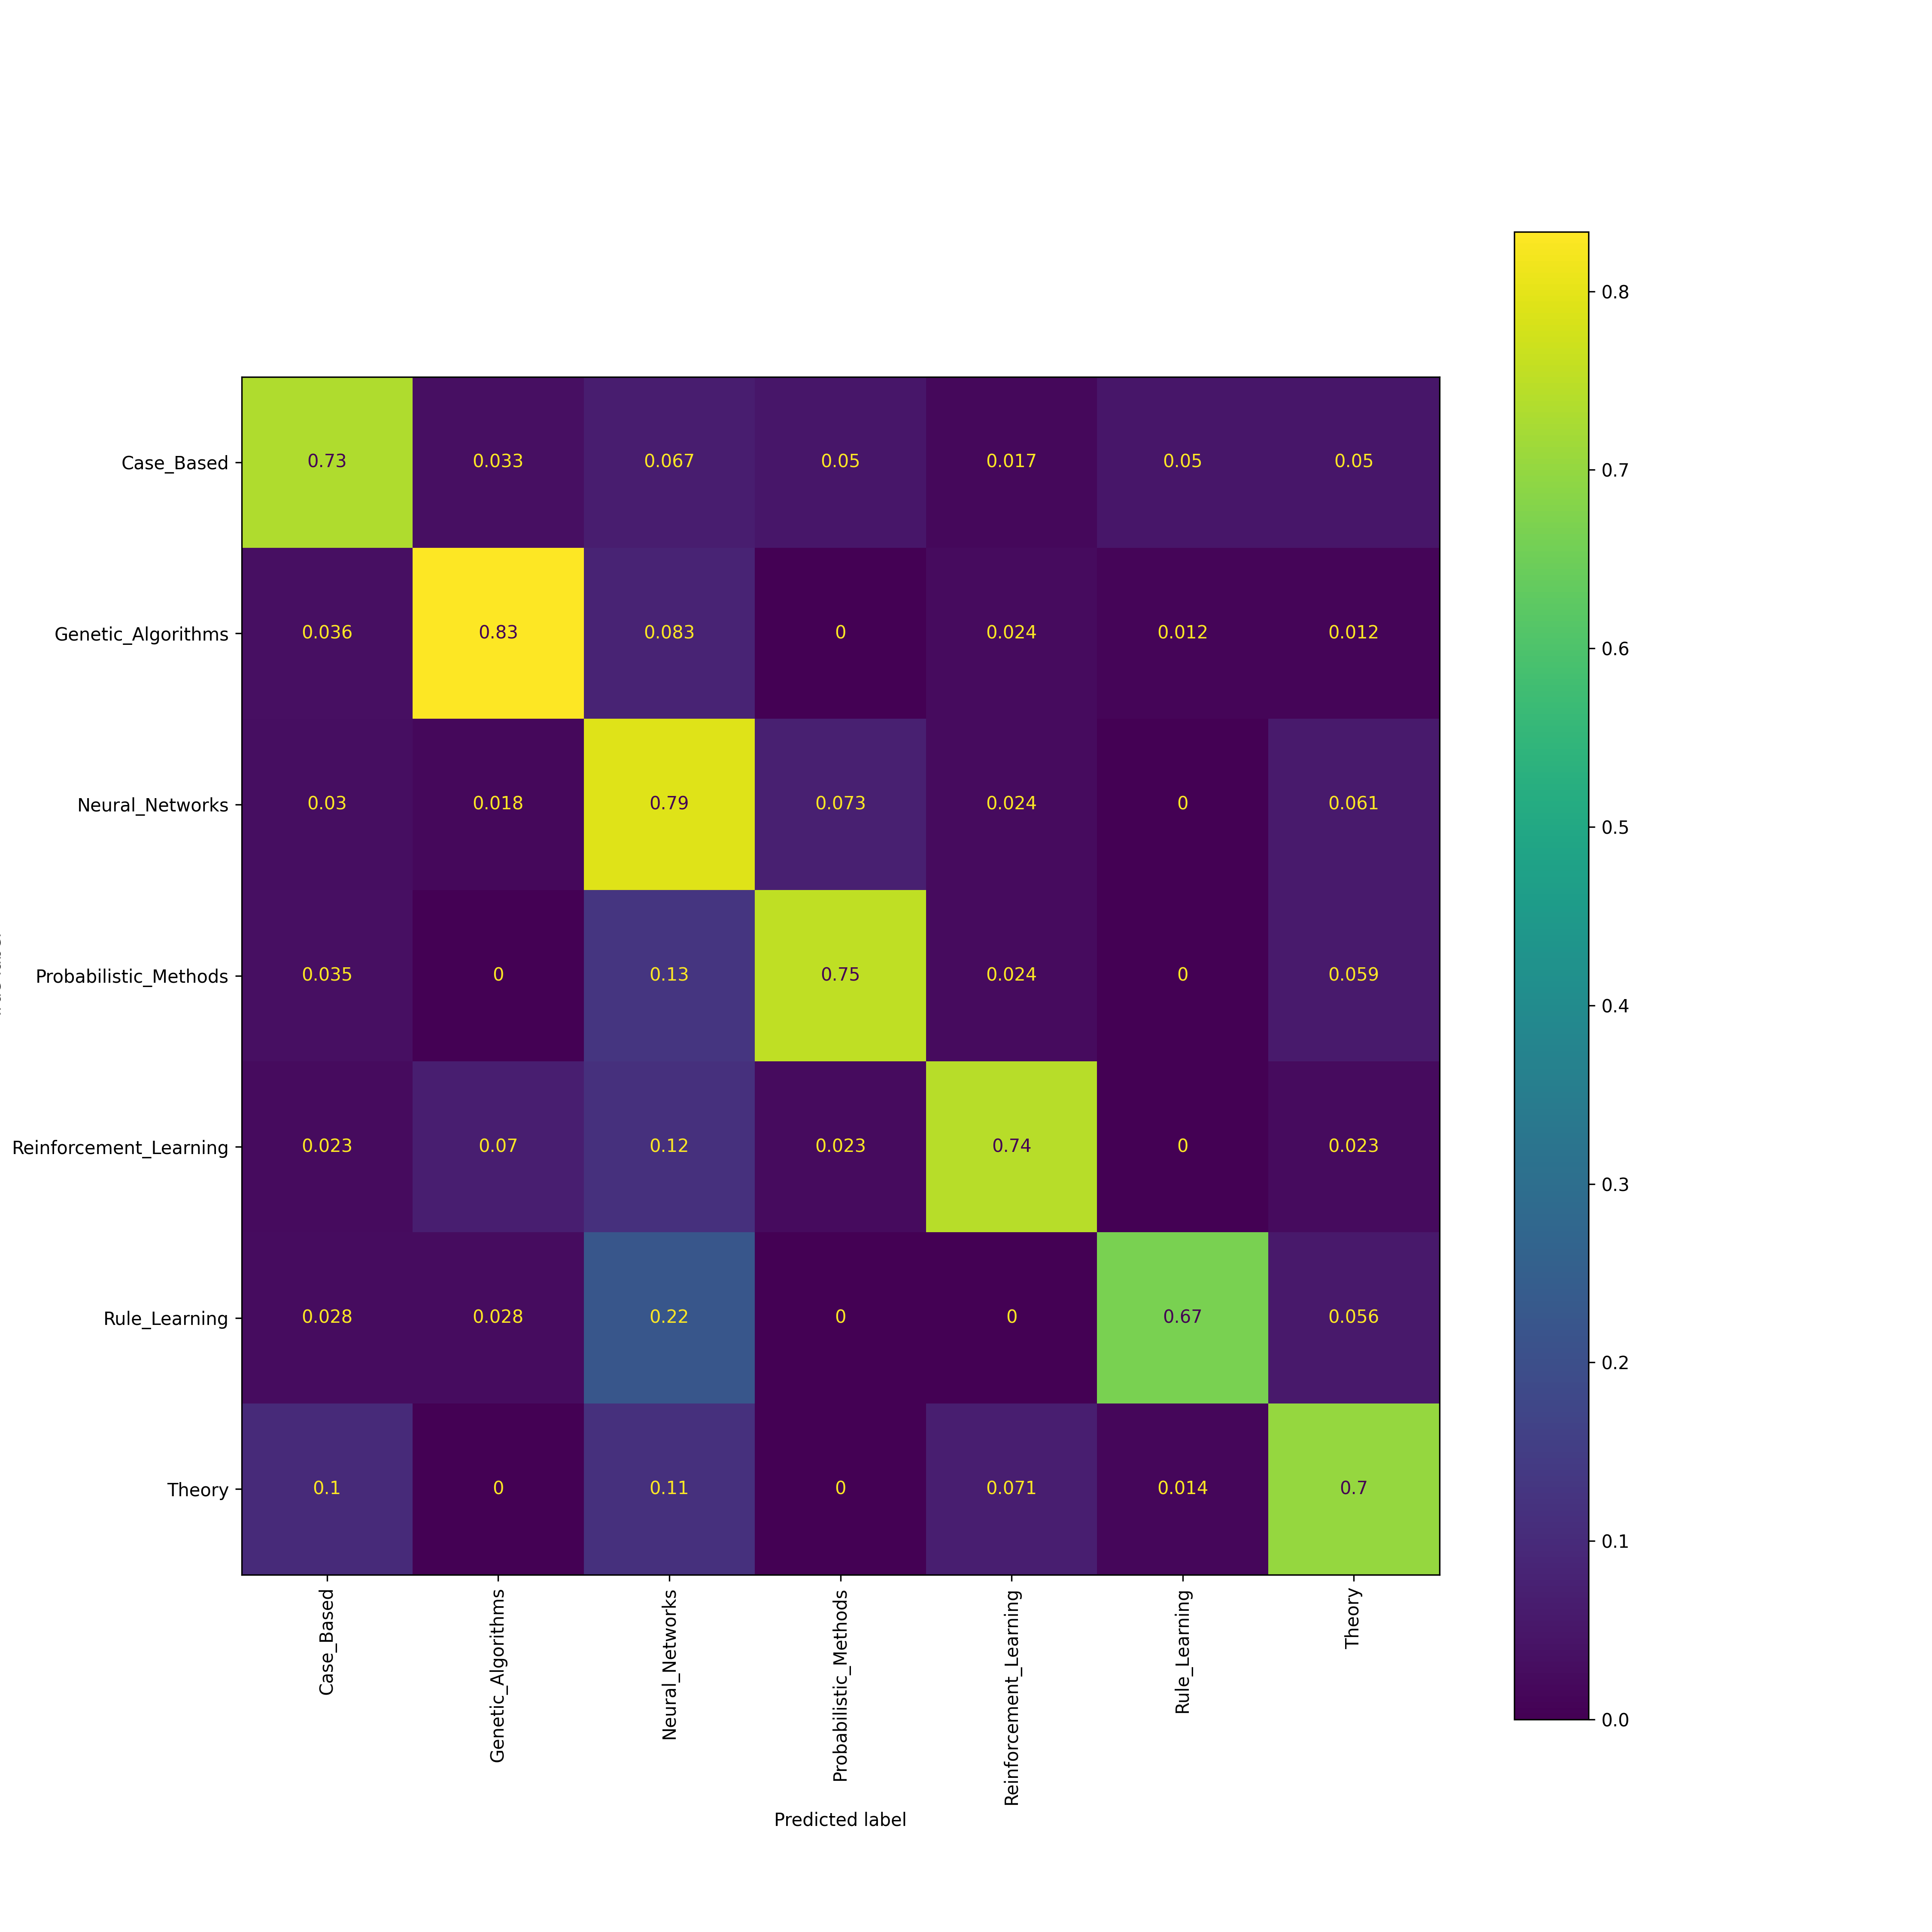 Case_Based 0.73 0.033 0.067 0.05 0.017 0.05 0.05
Genetic_Algorithms 0.036 0.83 0.083 0 0.024 0.012 0.012
Neural_Networks 0.03 0.018 0.79 0.073 0.024 0 0.061
Probabilistic_Methods 0.035 0 0.13 0.75 0.024 0 0.059
Reinforcement_Learning 0.023 0.07 0.12 0.023 0.74 0 0.023
Rule_Learning 0.028 0.028 0.22 0 0 0.67 0.056
Theory 0.1 0 0.11 0 0.071 0.014 0.7
Case_Based
Genetic_Algorithms
Neural_Networks
Probabilistic_Methods
Reinforcement_Learning
Rule_Learning
Theory
Predicted label
0.8
0.7
0.6
0.5
0.4
0.3
0.2
0.1
0.0